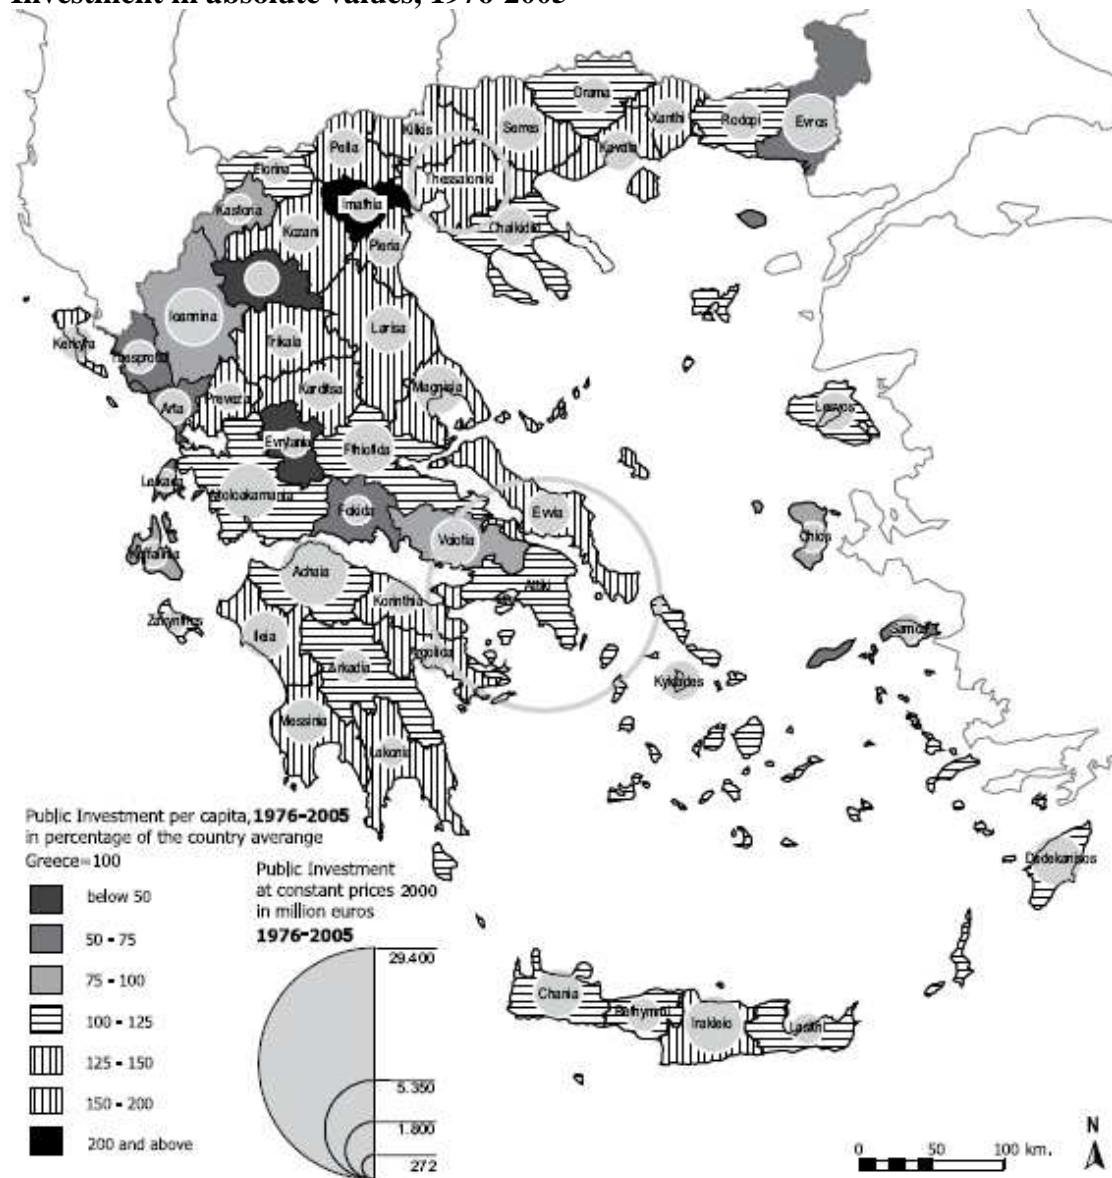 Investment in absolute values, 1976-2005
Drama
Xanthi
Rodopi
Evros
Kilkis
Serres
Kavala
Pella
Thessaloniki
Florina
Imathia
Kastoria
Kozani
Chalkidiki
Pieria
Ioannina
Larisa
Kerkyra
Trikala
Thesprotia
Magnisia
Karditsa
Preveza
Arta
Lesvos
Evrytania
Fthiotida
Lefkada
Aitoloakarnania
Fokida
Evvia
Voiotia
Chios
Kefallinia
Achaia
Attiki
Korinthia
Zakynthos
Samos
Ileia
Argolida
Arkadia
Kyklades
Messinia
Lakonia
Dodekanisos
Chania
Rethymni
Irakleio
Lasithi
Public Investment per capita, 1976-2005
in percentage of the country averange
Greece=100
below 50
50 - 75
75 - 100
100 - 125
125 - 150
150 - 200
200 and above
Public Investment
at constant prices 2000
in million euros
1976-2005
29.400
5.350
1.800
272
N
0 50 100 km.